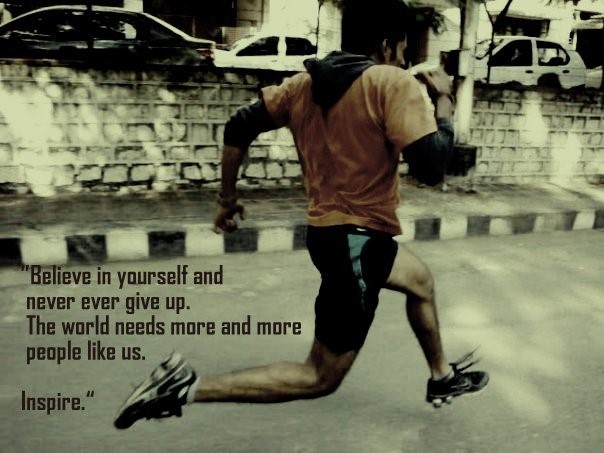 "Believe in yourself and
never ever give up.
The world needs more and more
people like us.
Inspire."